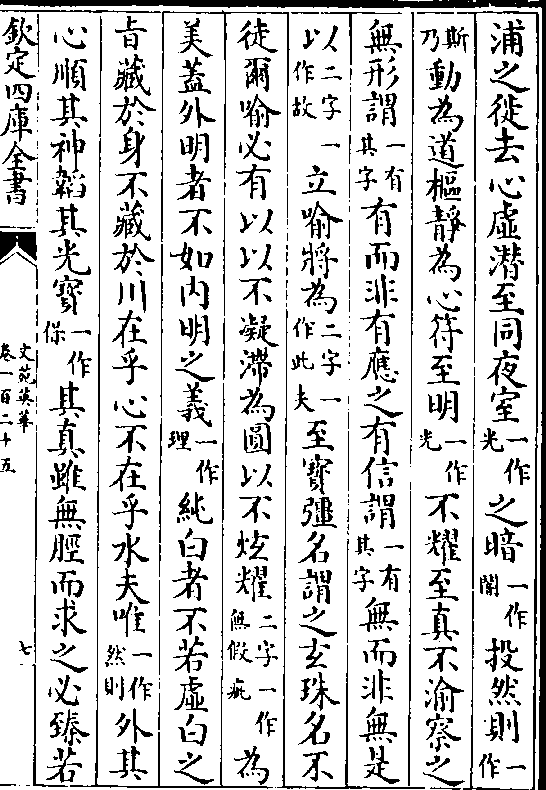 浦之徙去心虛潜至同夜室一作光之暗一作闇投然則一作
斯乃動為道樞靜為心符至明一作光不耀至真不渝察之
無形謂一有其字有而非有應之有信謂一有其字無而非無是
以二字一作故立喻將為二字一作此夫至寶彊名謂之玄珠名不
徒爾喻必有以以不凝滯為圓以不炫耀二字一作無假疵為
美蓋外明者不如内明之義一作理純白者不若虛白之
旨藏於身不藏於川在乎心不在乎水夫唯一作然則外其
心順其神韜其光寶一作保其真雖無脛而求之必臻若
欽定四庫全書
文苑英華
卷一百二十五
七